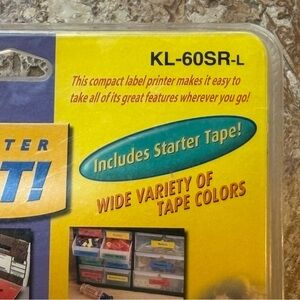 KL-60SR-L
This compact label printer makes it easy to
take all of its great features wherever you go!
TER
T!
Includes Starter Tape!
WIDE VARIETY OF
TAPE COLORS